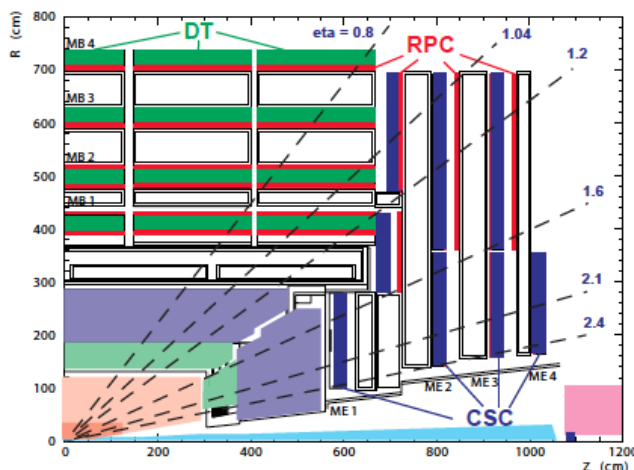 R (cm)
800
700
600
500
400
300
200
100
0
MB 4
MB 3
MB 2
MB 1
DT
eta = 0.8
RPC
1.04
1.2
1.6
2.1
2.4
ME 1
ME 2
ME 3
ME 4
CSC
0
200
400
600
800
1000
1200
Z (cm)